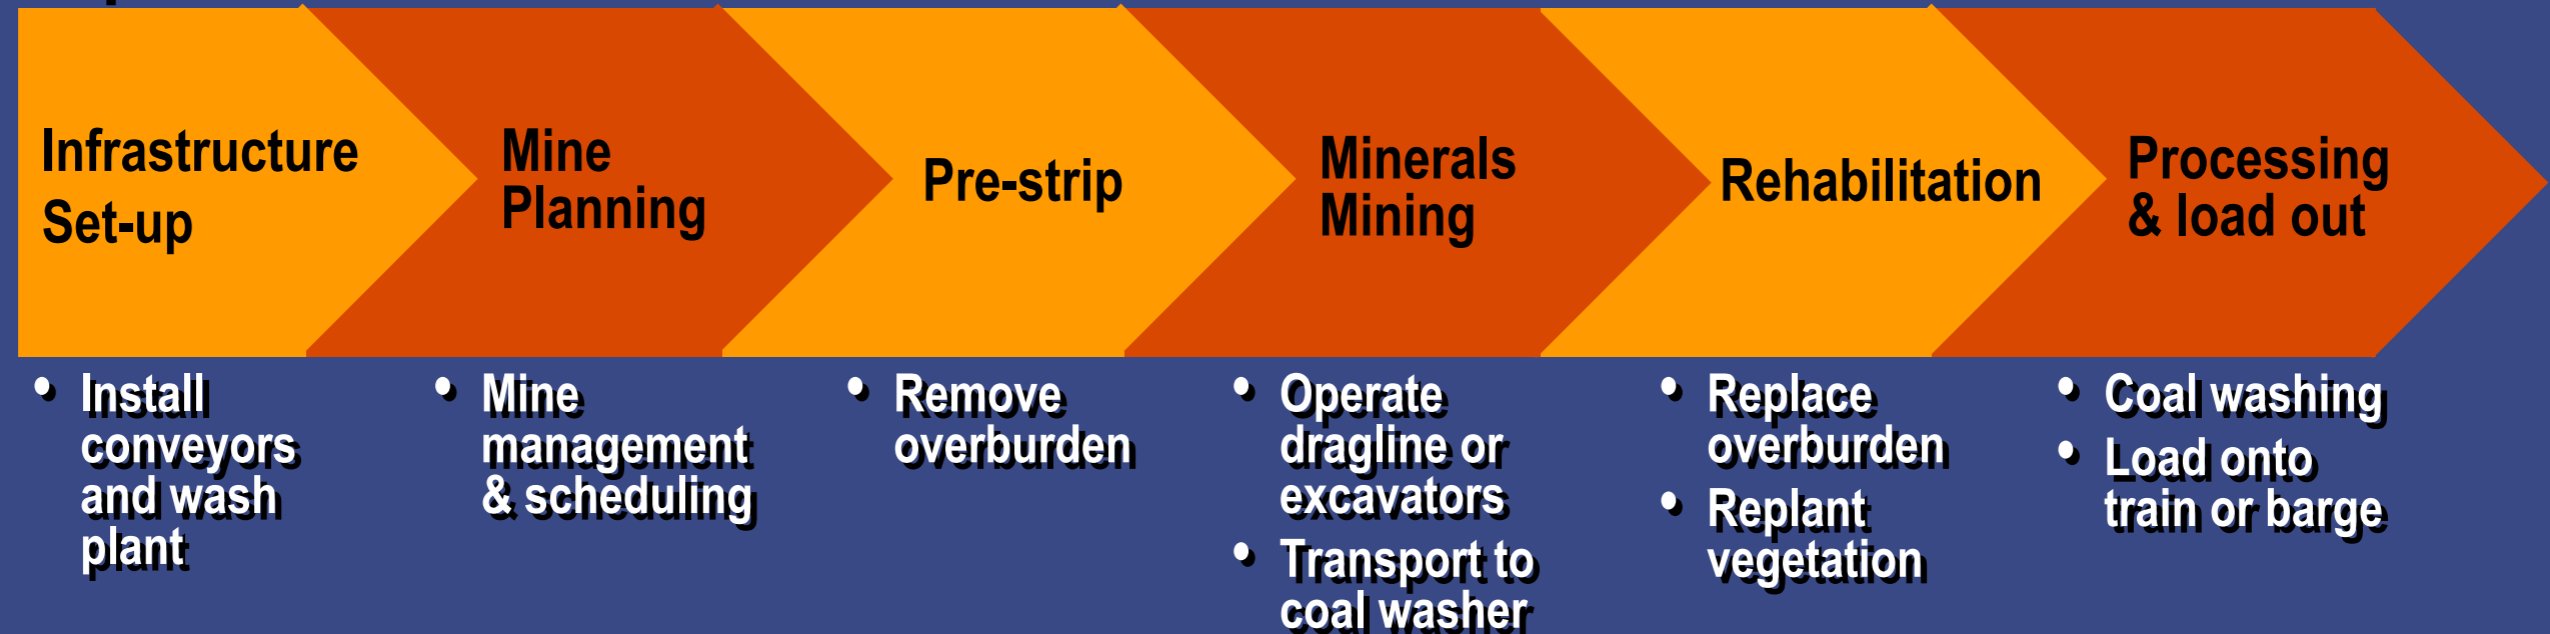 Infrastructure
Set-up
Mine
Planning
Pre-strip
Minerals
Mining
Rehabilitation
Processing
& load out
• Install
conveyors
and wash
plant
• Mine
management
& scheduling
• Remove
overburden
• Operate
dragline or
excavators
• Transport to
coal washer
• Replace
overburden
• Replant
vegetation
• Coal washing
• Load onto
train or barge